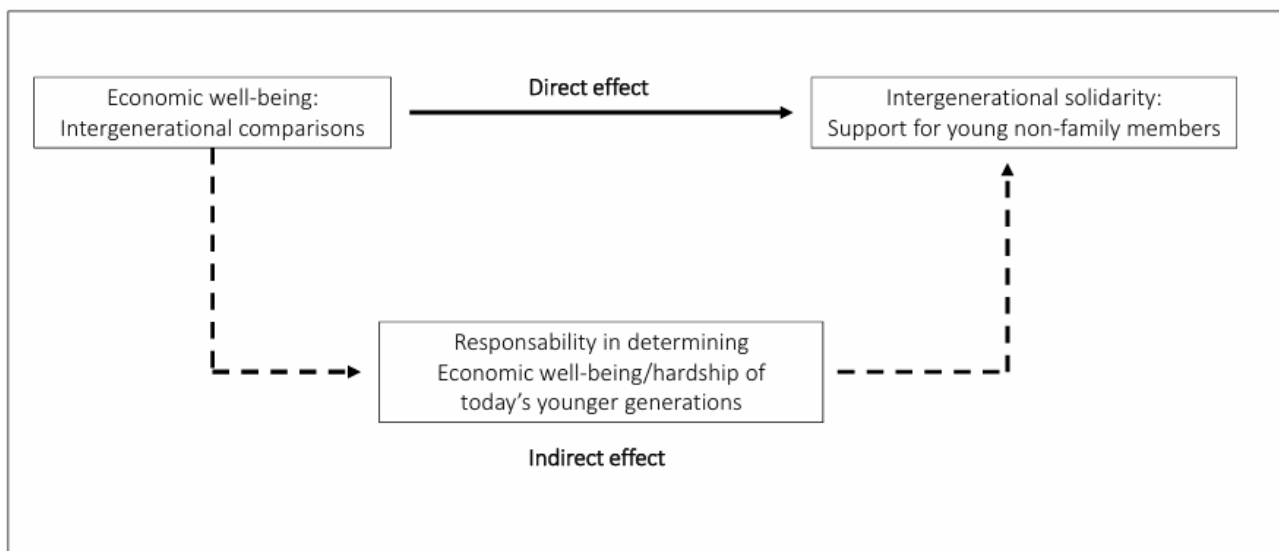 Economic well-being:
Intergenerational comparisons
Direct effect
Intergenerational solidarity:
Support for young non-family members
Responsability in determining
Economic well-being/hardship of
today’s younger generations
Indirect effect